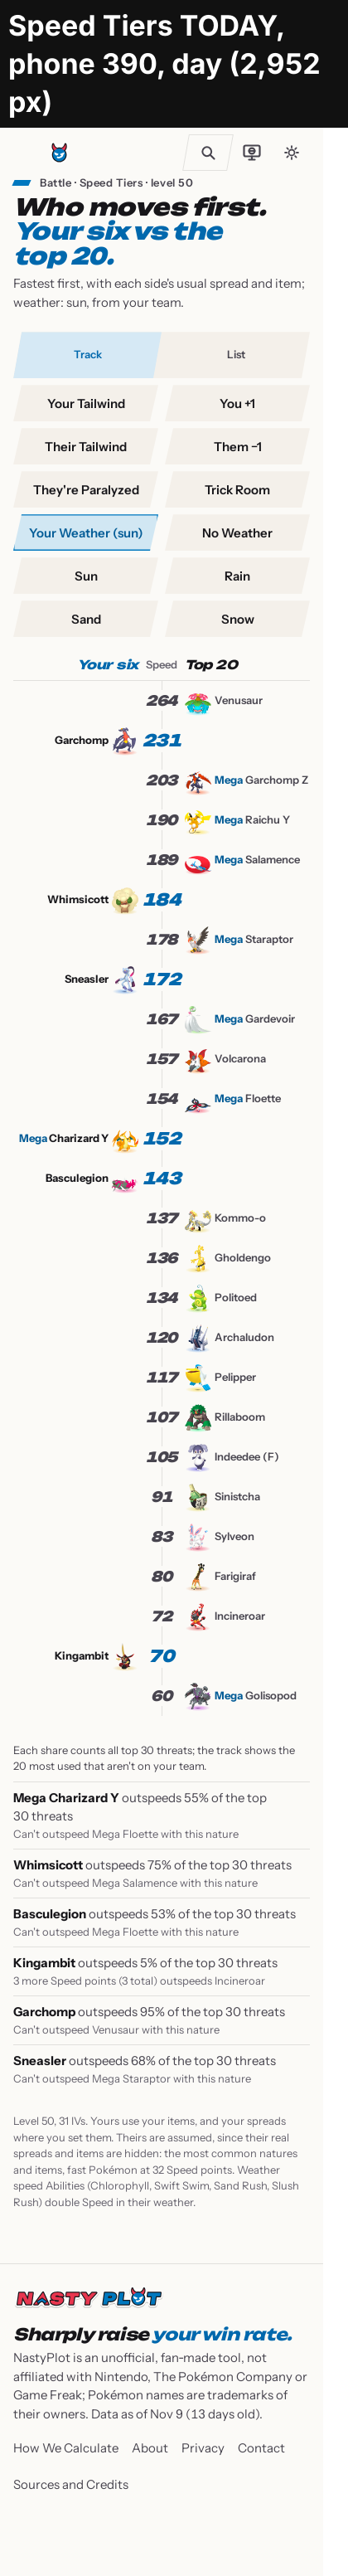 Speed Tiers TODAY,
phone 390, day (2,952
px)
Battle · Speed Tiers · level 50
Who moves first.
Your six vs the
top 20.
Fastest first, with each side's usual spread and item;
weather: sun, from your team.
Track
List
Your Tailwind
You +1
Their Tailwind
Them −1
They're Paralyzed
Trick Room
Your Weather (sun)
No Weather
Sun
Rain
Sand
Snow
Your six Speed Top 20
264 Venusaur
Garchomp 231
203 Mega Garchomp Z
190 Mega Raichu Y
189 Mega Salamence
Whimsicott 184
178 Mega Staraptor
Sneasler 172
167 Mega Gardevoir
157 Volcarona
154 Mega Floette
Mega Charizard Y 152
Basculegion 143
137 Kommo-o
136 Gholdengo
134 Politoed
120 Archaludon
117 Pelipper
107 Rillaboom
105 Indeedee (F)
91 Sinistcha
83 Sylveon
80 Farigiraf
72 Incineroar
Kingambit 70
60 Mega Golisopod
Each share counts all top 30 threats; the track shows the
20 most used that aren't on your team.
Mega Charizard Y outspeeds 55% of the top
30 threats
Can't outspeed Mega Floette with this nature
Whimsicott outspeeds 75% of the top 30 threats
Can't outspeed Mega Salamence with this nature
Basculegion outspeeds 53% of the top 30 threats
Can't outspeed Mega Floette with this nature
Kingambit outspeeds 5% of the top 30 threats
3 more Speed points (3 total) outspeeds Incineroar
Garchomp outspeeds 95% of the top 30 threats
Can't outspeed Venusaur with this nature
Sneasler outspeeds 68% of the top 30 threats
Can't outspeed Mega Staraptor with this nature
Level 50, 31 IVs. Yours use your items, and your spreads
where you set them. Theirs are assumed, since their real
spreads and items are hidden: the most common natures
and items, fast Pokémon at 32 Speed points. Weather
speed Abilities (Chlorophyll, Swift Swim, Sand Rush, Slush
Rush) double Speed in their weather.
NASTY PLOT
Sharply raise your win rate.
NastyPlot is an unofficial, fan-made tool, not
affiliated with Nintendo, The Pokémon Company or
Game Freak; Pokémon names are trademarks of
their owners. Data as of Nov 9 (13 days old).
How We Calculate About Privacy Contact
Sources and Credits